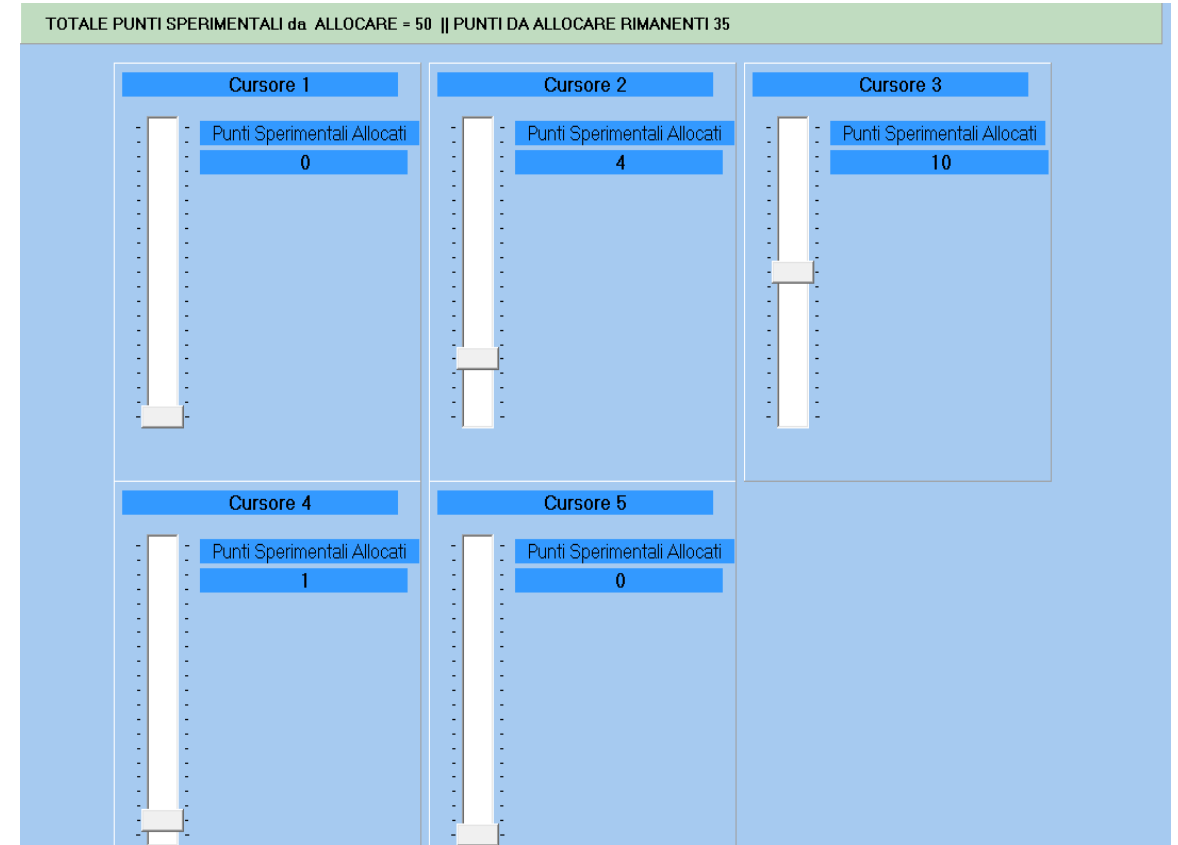 TOTALE PUNTI SPERIMENTALI da ALLOCARE = 50 || PUNTI DA ALLOCARE RIMANENTI 35
Cursore 1
Punti Sperimentali Allocati
0
Cursore 2
Punti Sperimentali Allocati
4
Cursore 3
Punti Sperimentali Allocati
10
Cursore 4
Punti Sperimentali Allocati
1
Cursore 5
Punti Sperimentali Allocati
0